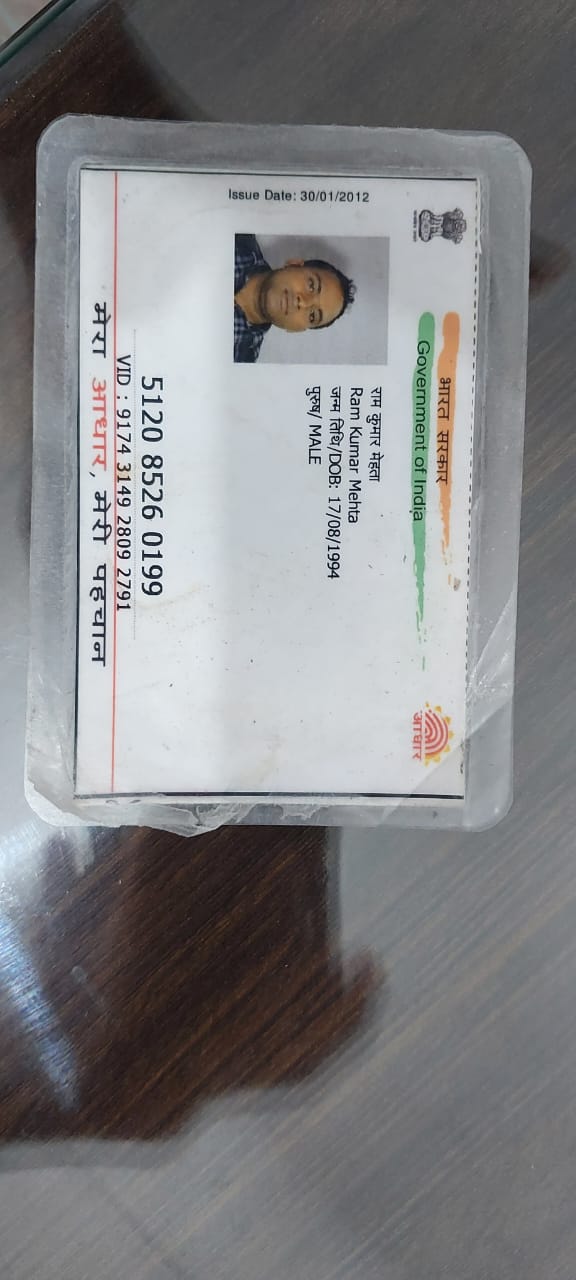 भारत सरकार
Government of India
Issue Date: 30/01/2012
राम कुमार मेहता
Ram Kumar Mehta
जन्म तिथि/DOB: 17/08/1994
पुरुष/ MALE
5120 8526 0199
VID : 9174 3149 2809 2791
मेरा आधार, मेरी पहचान
आधार